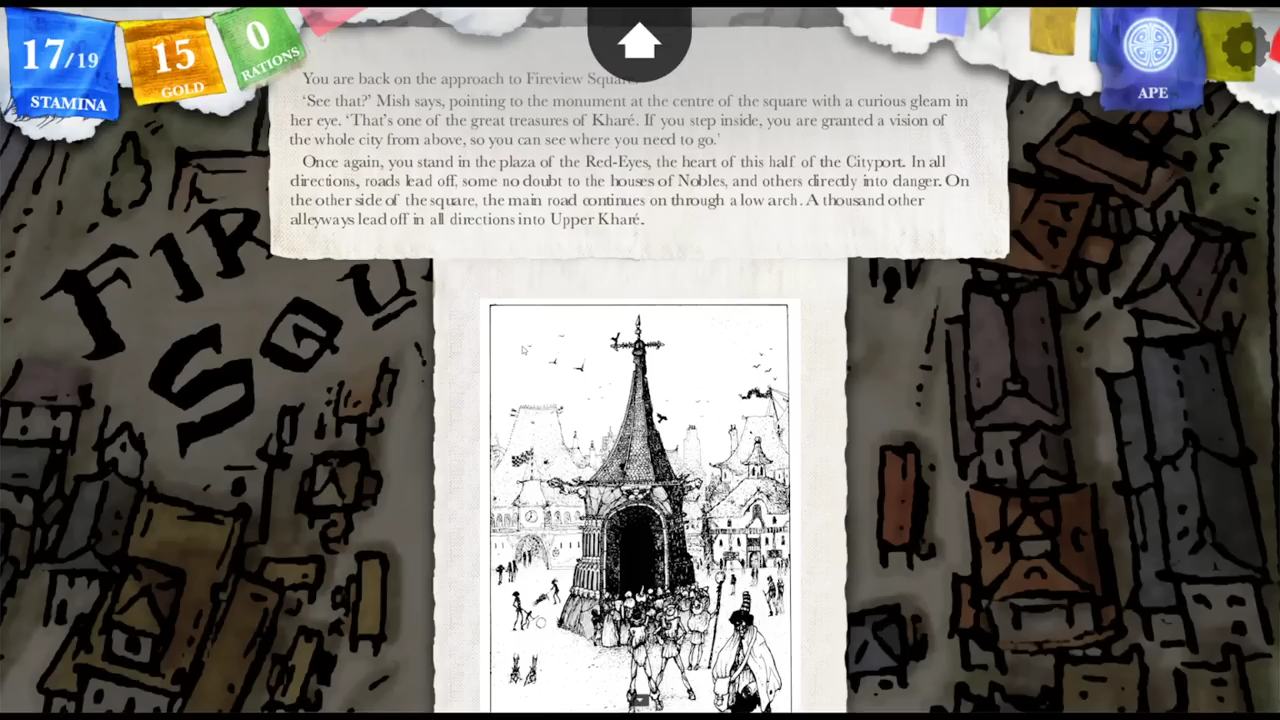 17/19
STAMINA
15
GOLD
0
RATIONS
APE
You are back on the approach to Fireview Square.
‘See that?’ Mish says, pointing to the monument at the centre of the square with a curious gleam in
her eye. ‘That’s one of the great treasures of Kharé. If you step inside, you are granted a vision of
the whole city from above, so you can see where you need to go.’
Once again, you stand in the plaza of the Red-Eyes, the heart of this half of the Cityport. In all
directions, roads lead off, some no doubt to the houses of Nobles, and others directly into danger. On
the other side of the square, the main road continues on through a low arch. A thousand other
alleyways lead off in all directions into Upper Kharé.
FIR
SQU